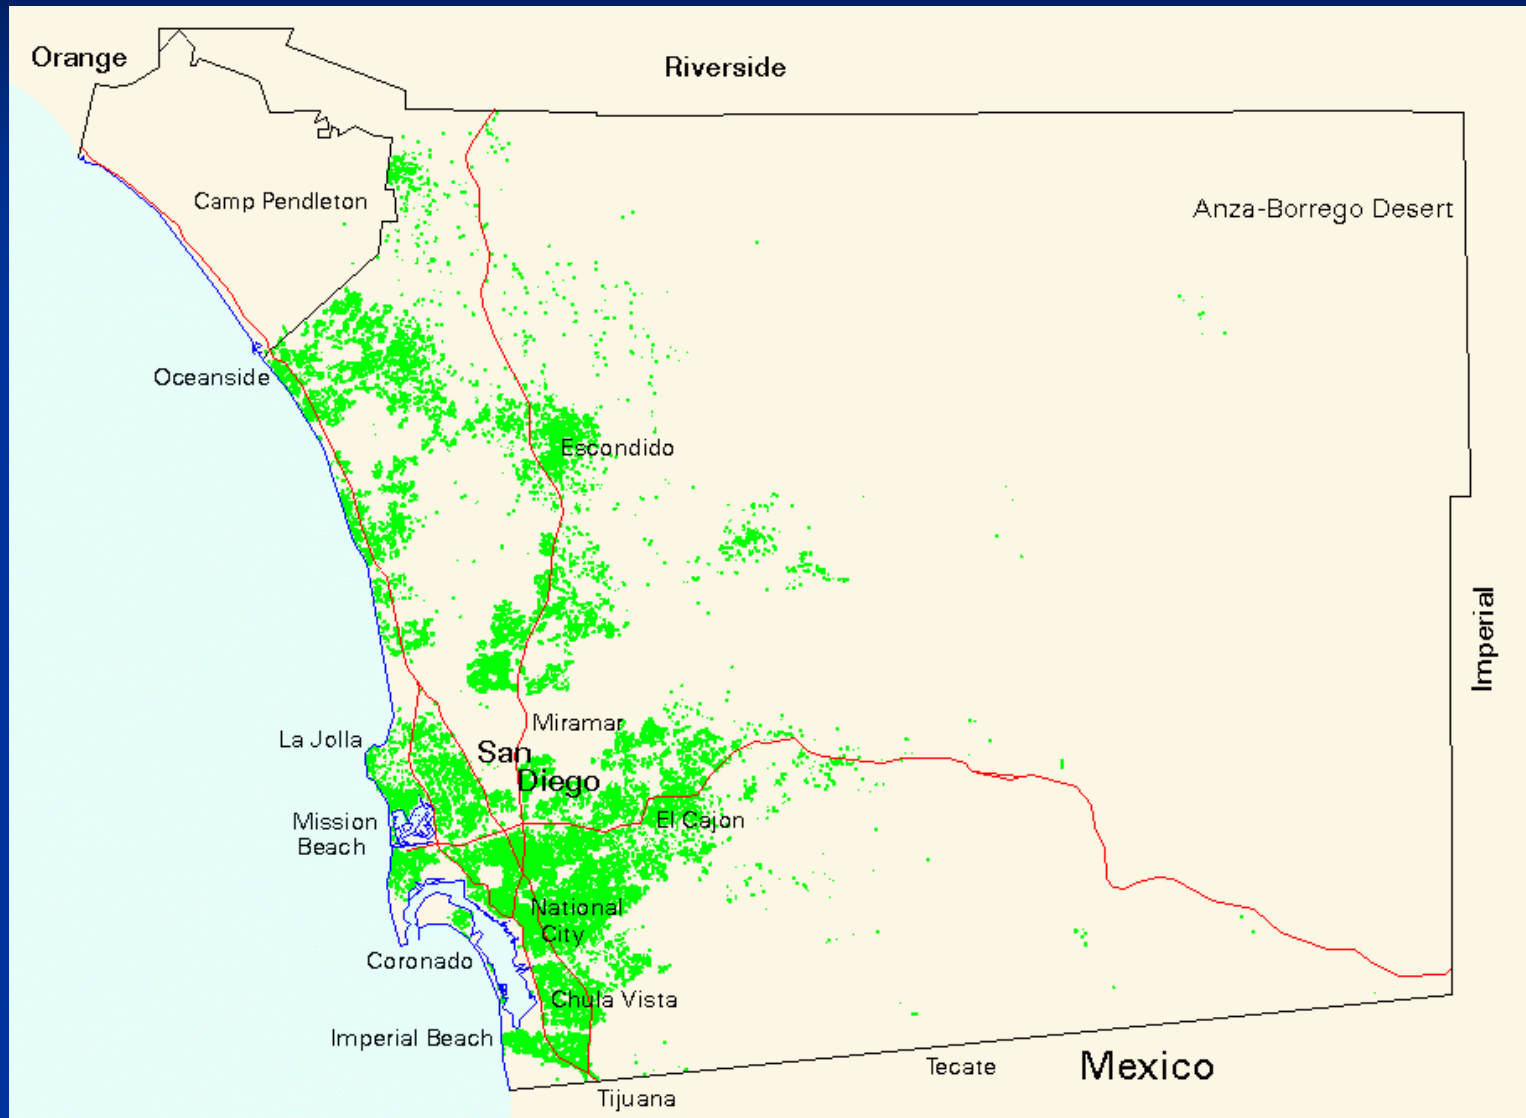 Orange
Riverside
Camp Pendleton
Anza-Borrego Desert
Oceanside
Escondido
Imperial
La Jolla
Miramar
San
Diego
Mission
Beach
El Cajon
National
City
Coronado
Chula Vista
Imperial Beach
Tecate
Mexico
Tijuana